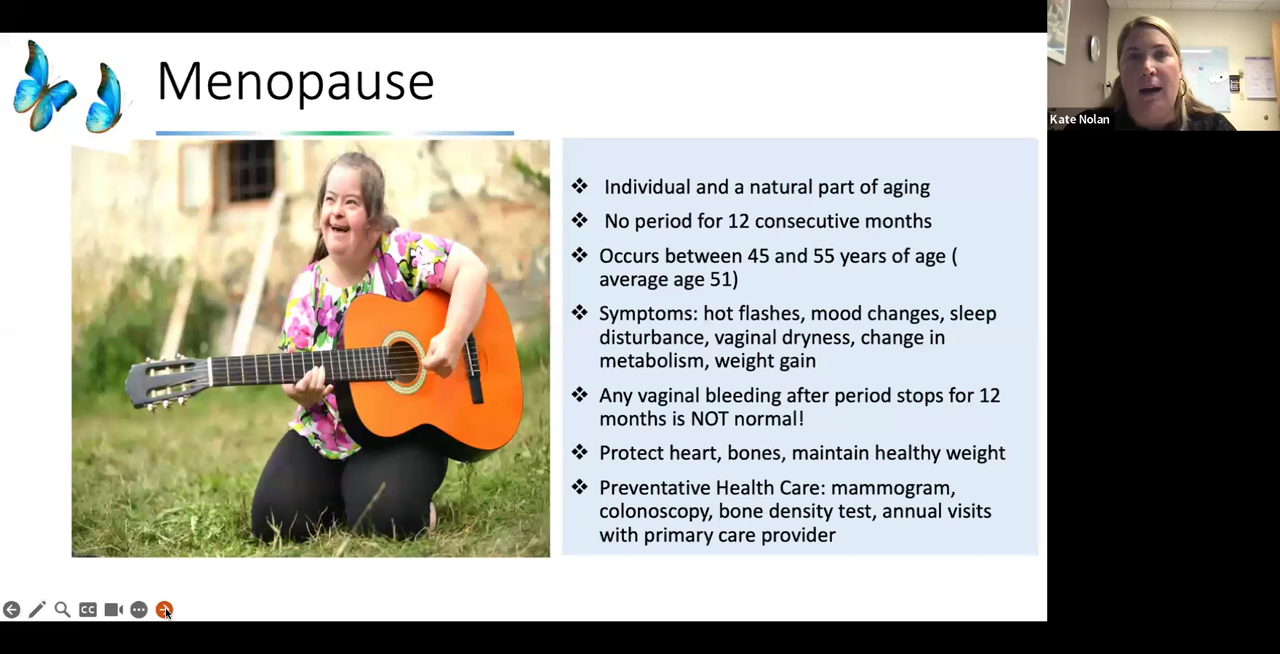 Menopause
Kate Nolan
❖ Individual and a natural part of aging
❖ No period for 12 consecutive months
❖ Occurs between 45 and 55 years of age (
average age 51)
❖ Symptoms: hot flashes, mood changes, sleep
disturbance, vaginal dryness, change in
metabolism, weight gain
❖ Any vaginal bleeding after period stops for 12
months is NOT normal!
❖ Protect heart, bones, maintain healthy weight
❖ Preventative Health Care: mammogram,
colonoscopy, bone density test, annual visits
with primary care provider
CC